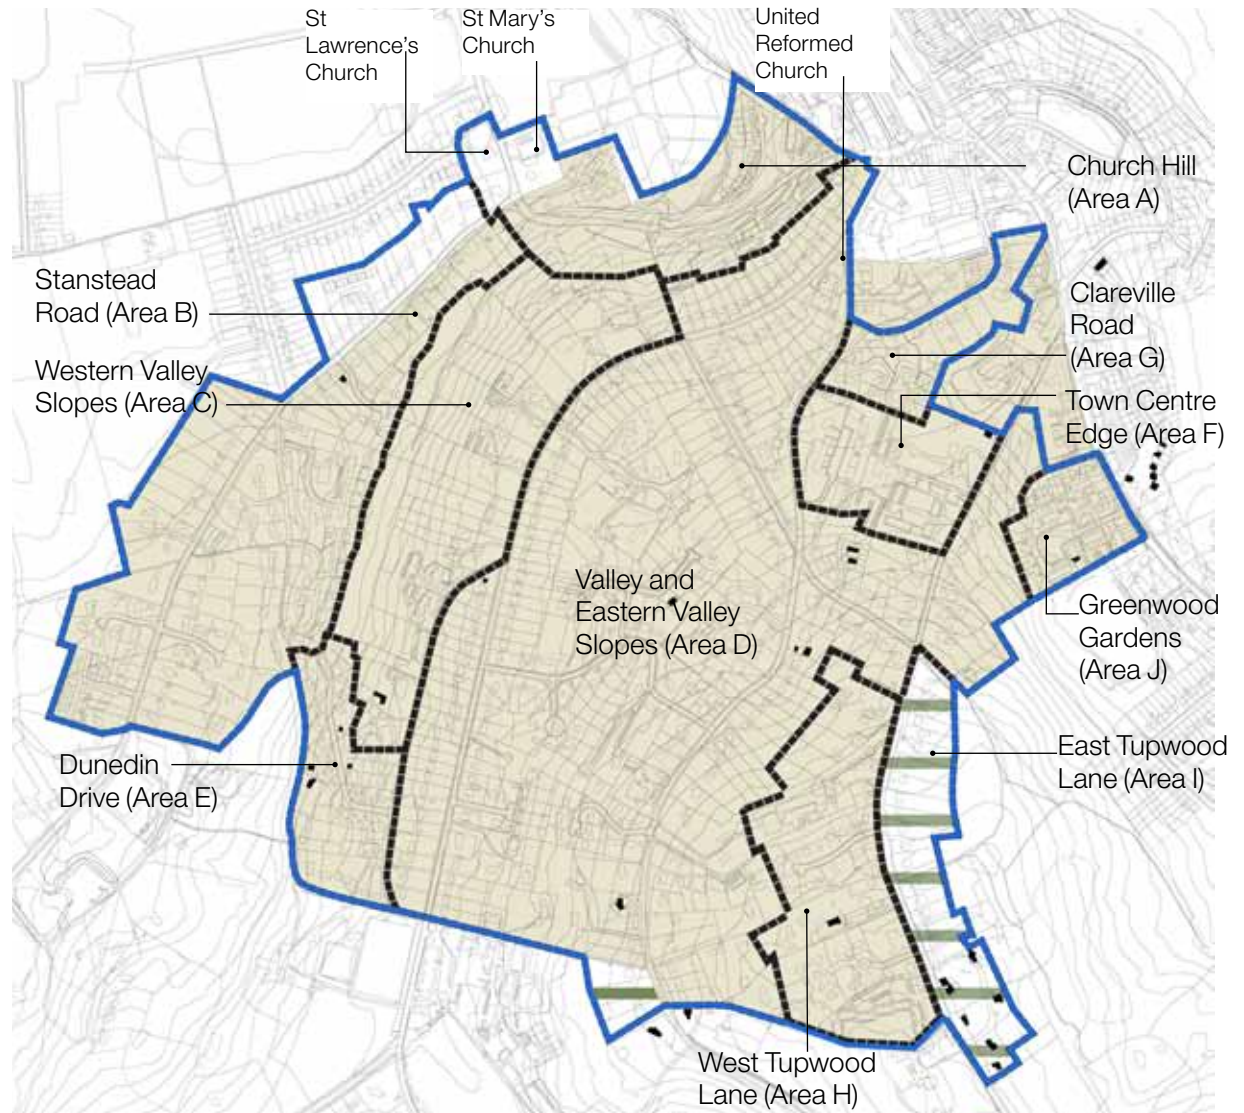 St
Lawrence's
Church
St Mary's
Church
United
Reformed
Church
Church Hill
(Area A)
Stanstead
Road (Area B)
Clareville
Road
(Area G)
Western Valley
Slopes (Area C)
Town Centre
Edge (Area F)
Valley and
Eastern Valley
Slopes (Area D)
Greenwood
Gardens
(Area J)
Dunedin
Drive (Area E)
East Tupwood
Lane (Area I)
West Tupwood
Lane (Area H)